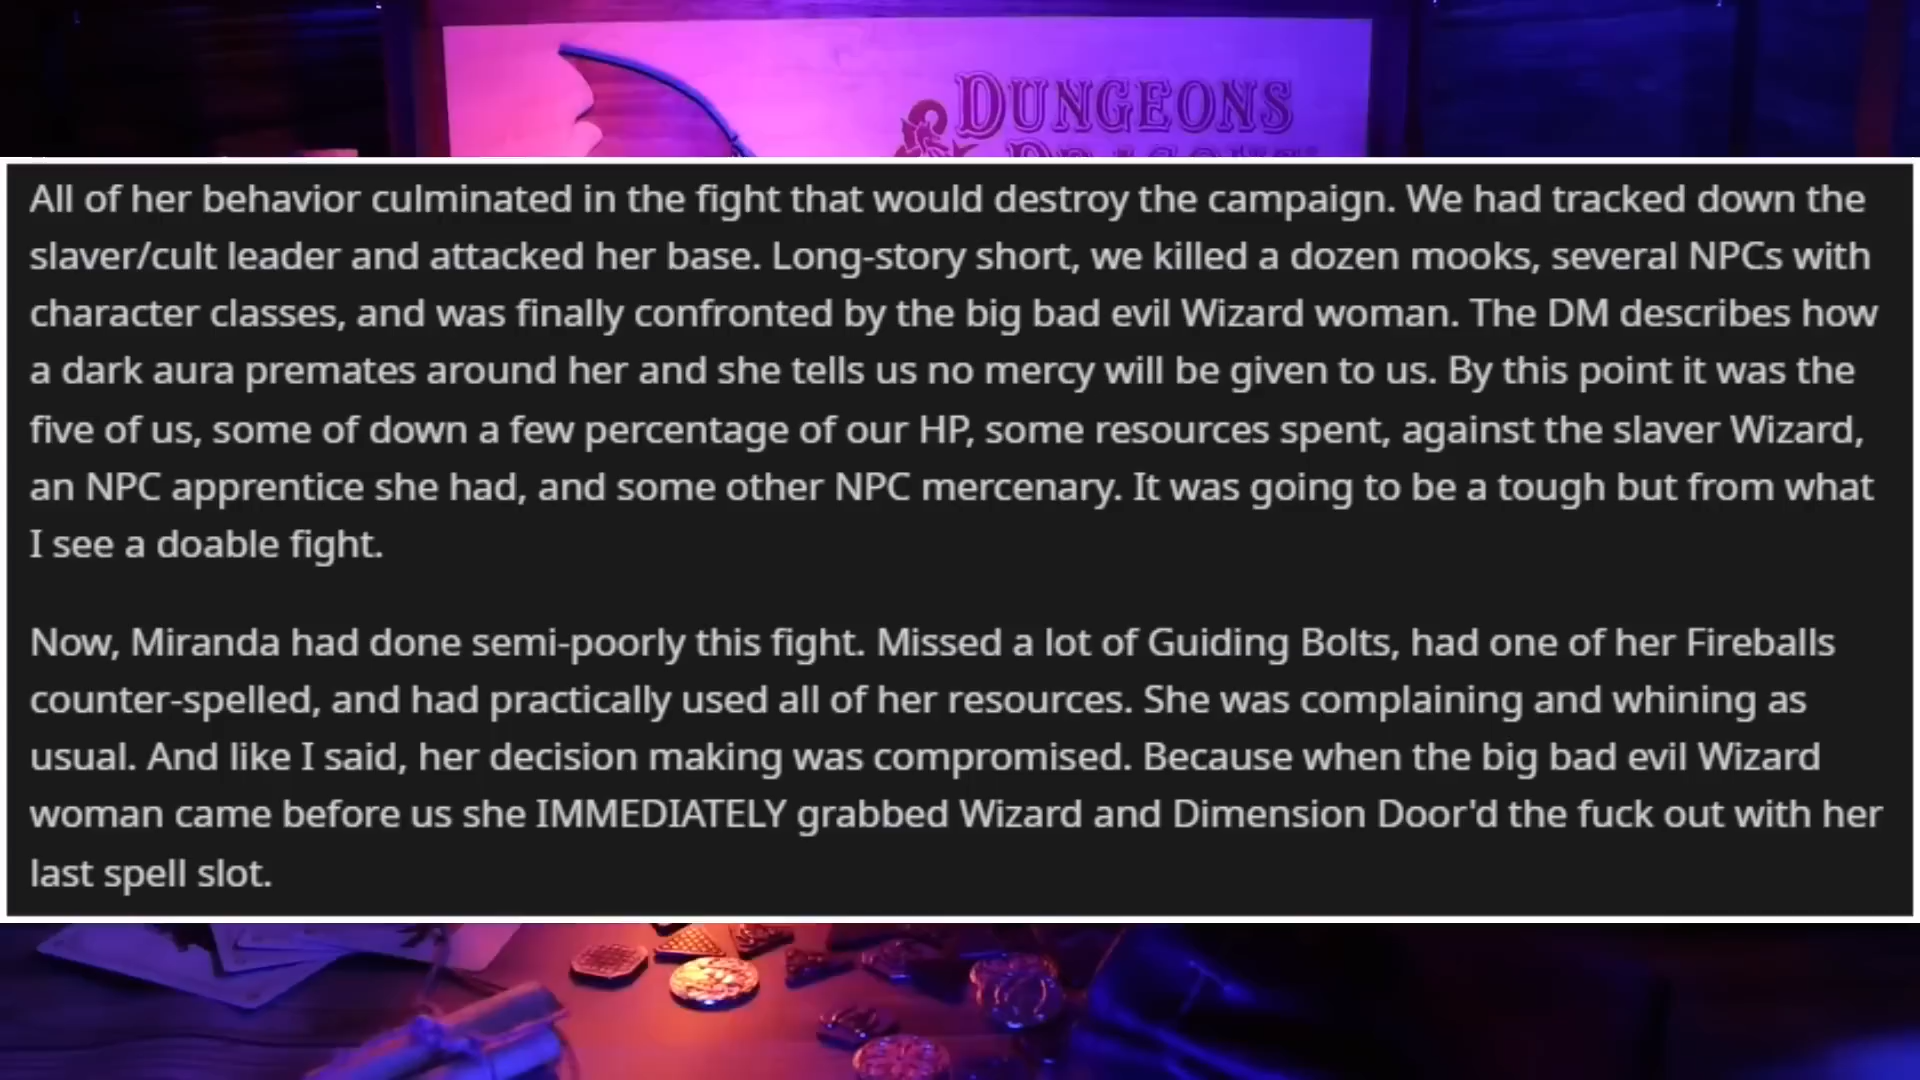 DUNGEONS
DRAGONS
All of her behavior culminated in the fight that would destroy the campaign. We had tracked down the
slaver/cult leader and attacked her base. Long-story short, we killed a dozen mooks, several NPCs with
character classes, and was finally confronted by the big bad evil Wizard woman. The DM describes how
a dark aura premates around her and she tells us no mercy will be given to us. By this point it was the
five of us, some of down a few percentage of our HP, some resources spent, against the slaver Wizard,
an NPC apprentice she had, and some other NPC mercenary. It was going to be a tough but from what
I see a doable fight.
Now, Miranda had done semi-poorly this fight. Missed a lot of Guiding Bolts, had one of her Fireballs
counter-spelled, and had practically used all of her resources. She was complaining and whining as
usual. And like I said, her decision making was compromised. Because when the big bad evil Wizard
woman came before us she IMMEDIATELY grabbed Wizard and Dimension Door'd the fuck out with her
last spell slot.